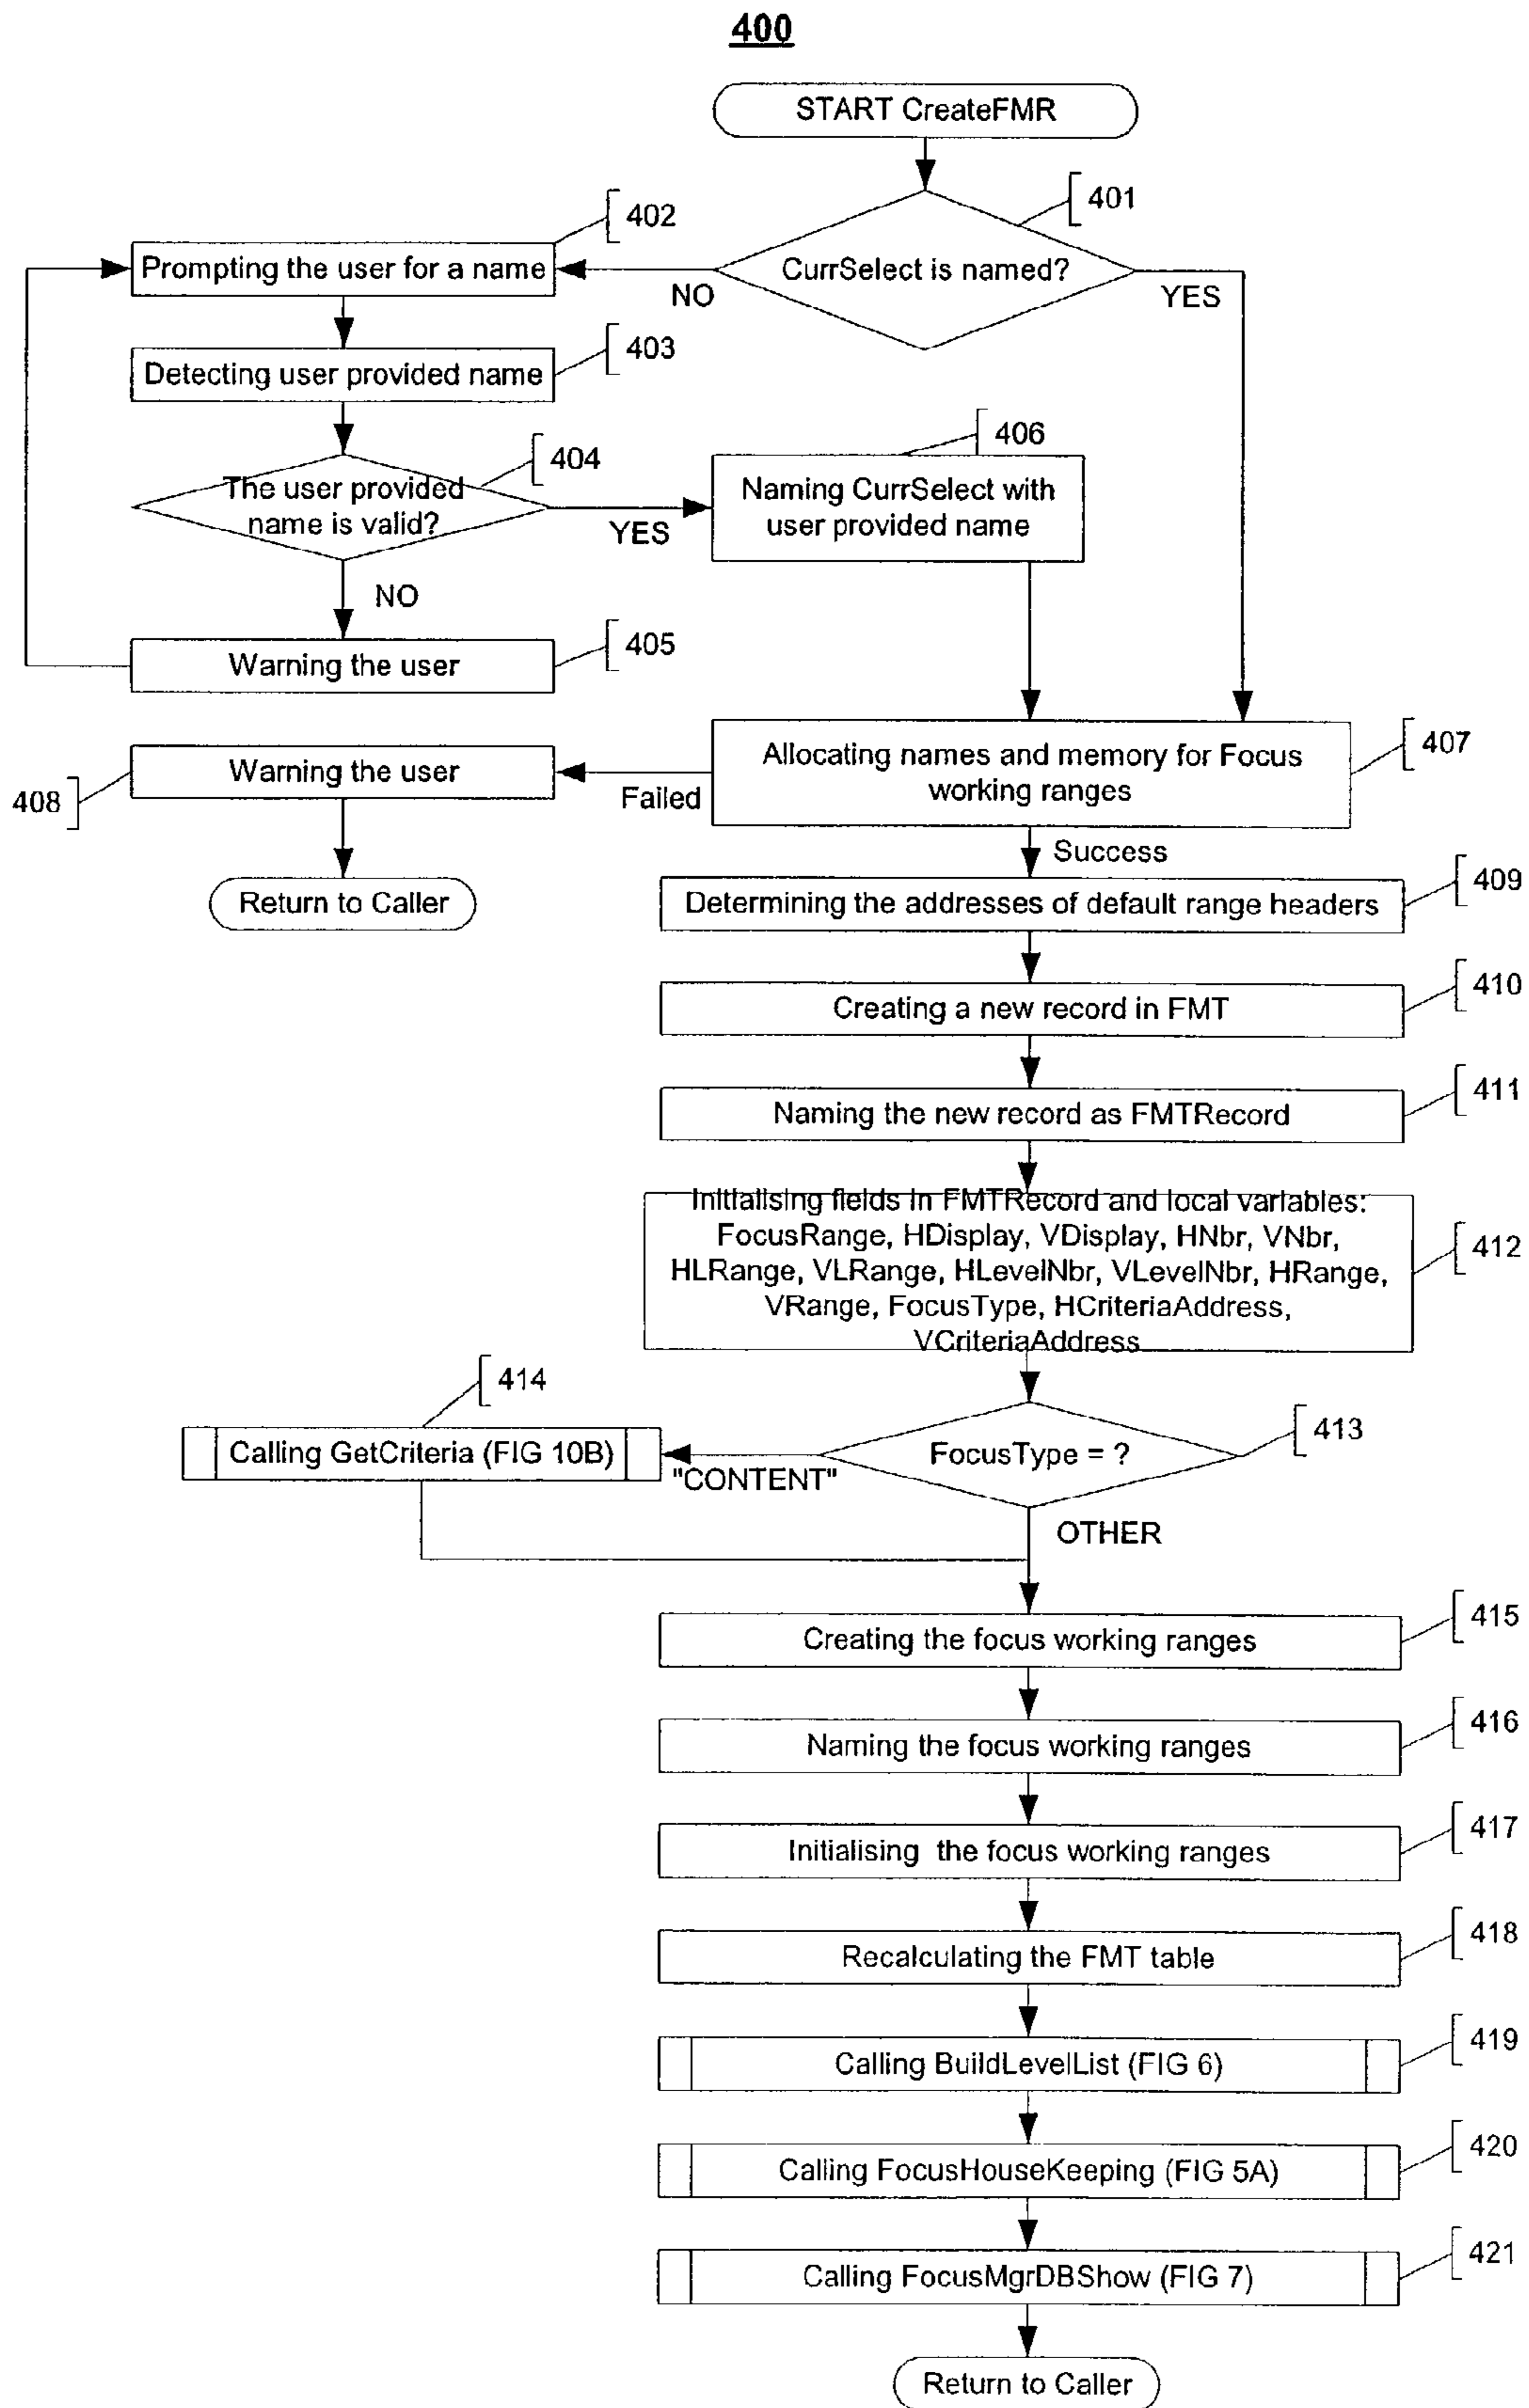 400
START CreateFMR
401
402
CurrSelect is named?
Prompting the user for a name
NO
YES
403
Detecting user provided name
404
406
The user provided
name is valid?
YES
Naming CurrSelect with
user provided name
NO
405
Warning the user
407
Allocating names and memory for Focus
working ranges
Warning the user
408
Failed
Success
Return to Caller
409
Determining the addresses of default range headers
410
Creating a new record in FMT
411
Naming the new record as FMTRecord
412
Initialising fields in FMTRecord and local variables:
FocusRange, HDisplay, VDisplay, HNbr, VNbr,
HLRange, VLRange, HLevelNbr, VLevelNbr, HRange,
VRange, FocusType, HCriteriaAddress,
VCriteriaAddress
414
413
Calling GetCriteria (FIG 10B)
"CONTENT"
FocusType = ?
OTHER
415
Creating the focus working ranges
416
Naming the focus working ranges
417
Initialising the focus working ranges
418
Recalculating the FMT table
419
Calling BuildLevelList (FIG 6)
420
Calling FocusHouseKeeping (FIG 5A)
421
Calling FocusMgrDBShow (FIG 7)
Return to Caller